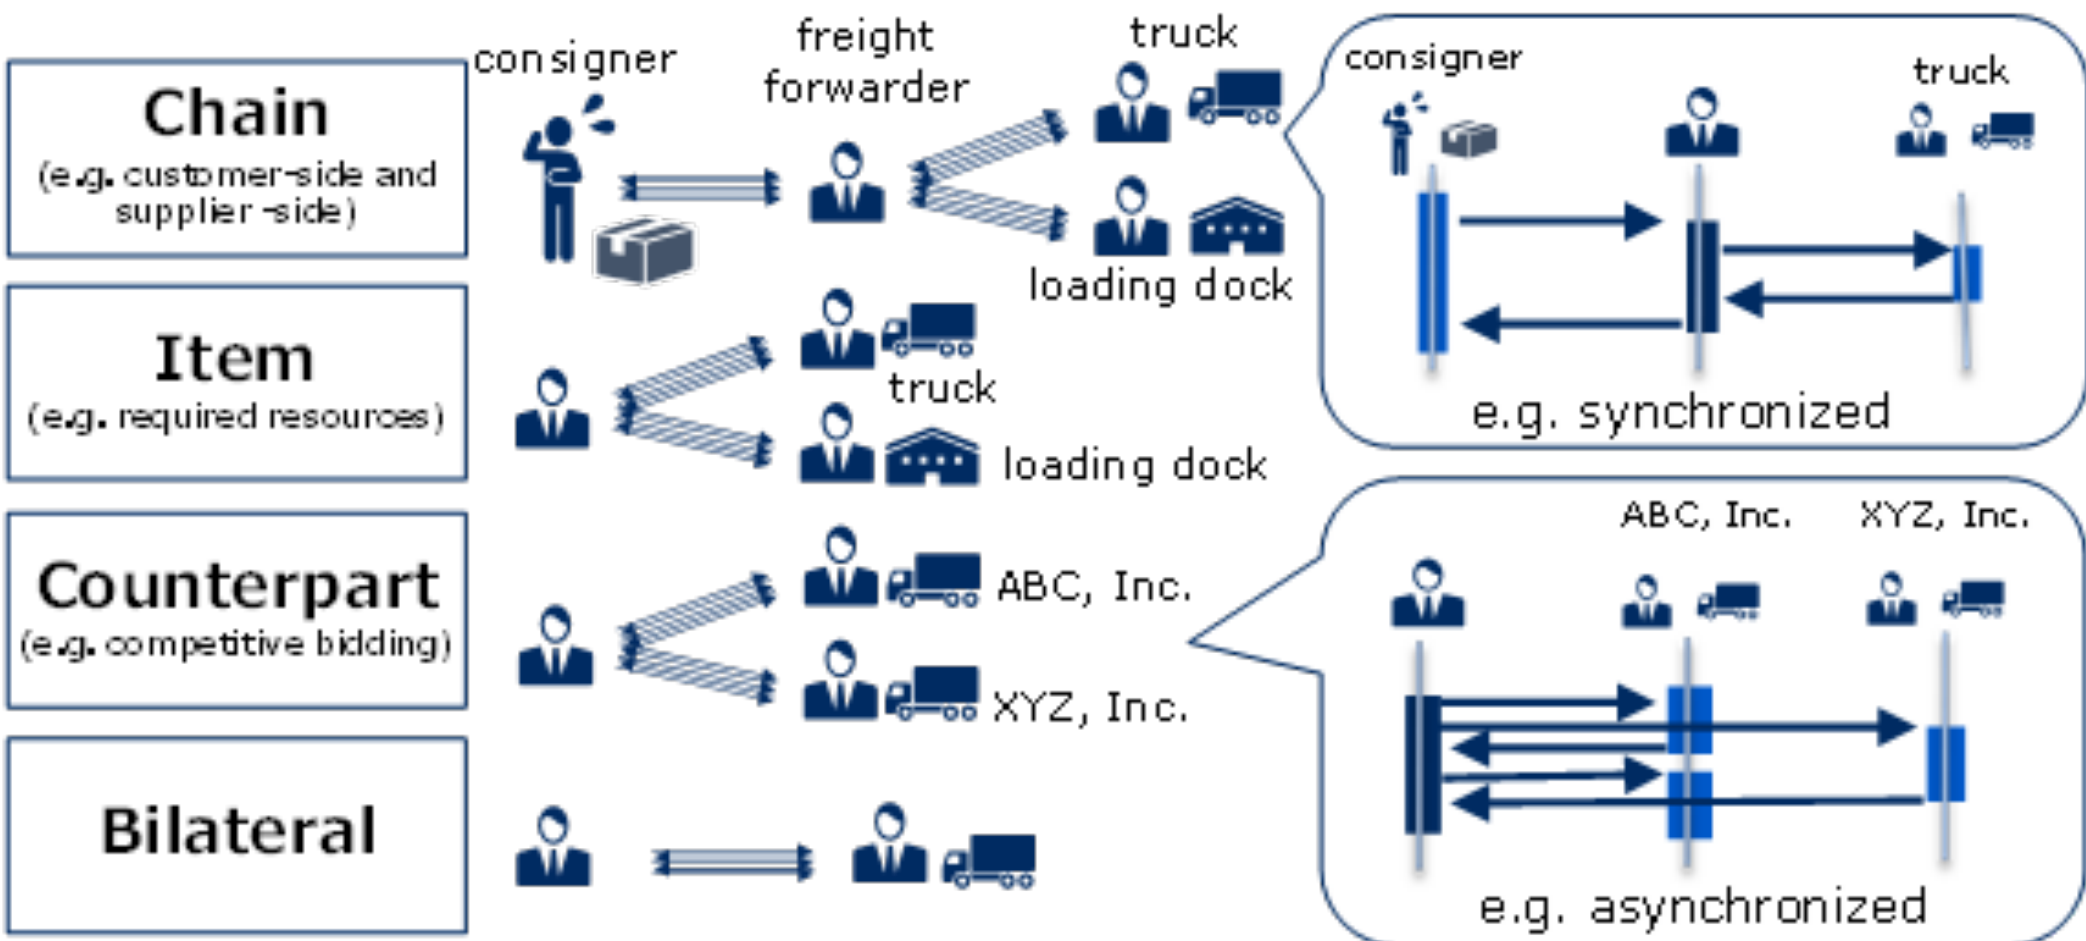 Chain
(e.g. customer-side and
supplier -side)
consigner
freight
forwarder
truck
loading dock
consigner
truck
e.g. synchronized
Item
(e.g. required resources)
truck
loading dock
Counterpart
(e.g. competitive bidding)
ABC, Inc.
XYZ, Inc.
ABC, Inc.
XYZ, Inc.
e.g. asynchronized
Bilateral